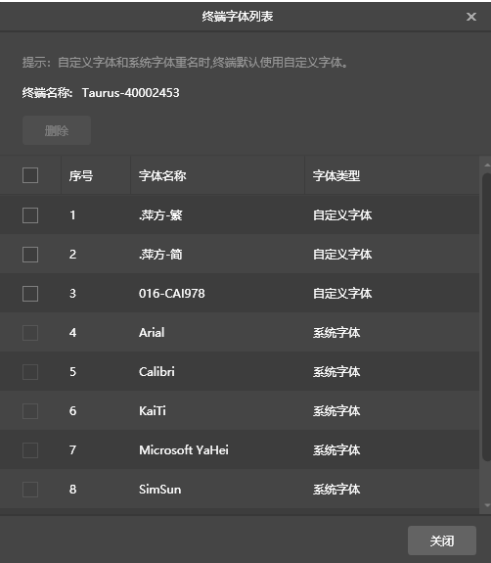 终端字体列表
提示：自定义字体和系统字体重名时,终端默认使用自定义字体。
终端名称: Taurus-40002453
删除
序号 字体名称 字体类型
1 .萍方-繁 自定义字体
2 .萍方-简 自定义字体
3 016-CAI978 自定义字体
4 Arial 系统字体
5 Calibri 系统字体
6 KaiTi 系统字体
7 Microsoft YaHei 系统字体
8 SimSun 系统字体
关闭